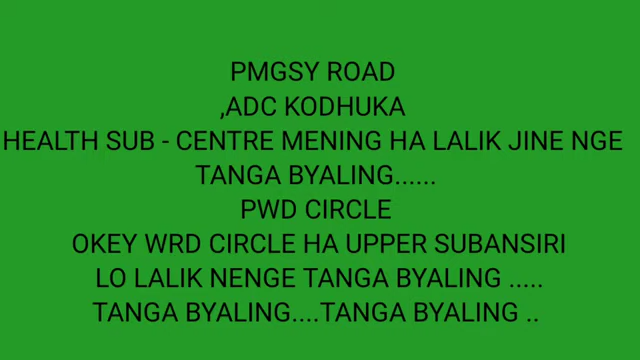 PMGSY ROAD
,ADC KODHUKA
HEALTH SUB - CENTRE MENING HA LALIK JINE NGE
TANGA BYALING......
PWD CIRCLE
OKEY WRD CIRCLE HA UPPER SUBANSIRI
LO LALIK NENGE TANGA BYALING .....
TANGA BYALING....TANGA BYALING ..